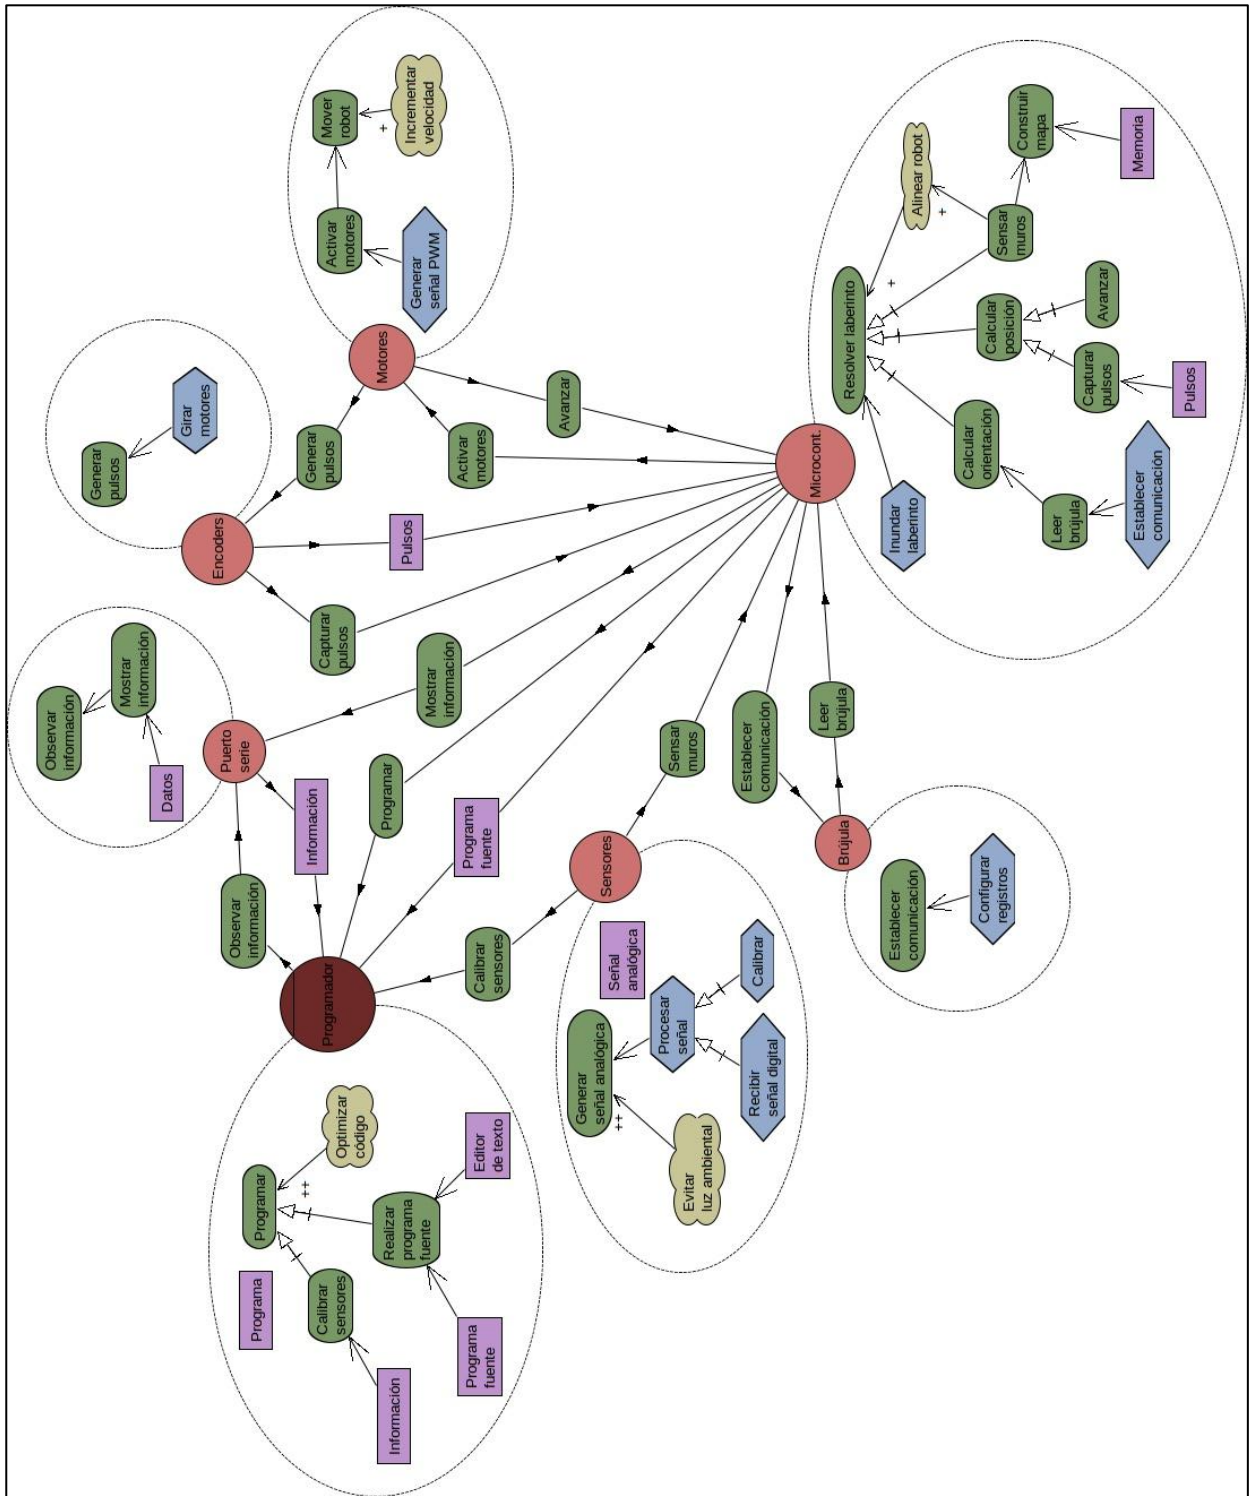 Programar
++
Optimizar
código
Programa
Calibrar
sensores
Realizar
programa
fuente
Información
Programa
fuente
Editor
de texto
Programador
Observar
información
Información
Programar
Programa
fuente
Calibrar
sensores
Observar
información
Mostrar
información
Datos
Puerto
serie
Mostrar
información
Generar
pulsos
Girar
motores
Encoders
Capturar
pulsos
Pulsos
Generar
pulsos
Mover
robot
+
Incrementar
velocidad
Activar
motores
Generar
señal PWM
Motores
Activar
motores
Avanzar
Sensores
Sensar
muros
Generar
señal analógica
++
Señal
analógica
Procesar
señal
Evitar
luz ambiental
Recibir
señal digital
Calibrar
Establecer
comunicación
Leer
brújula
Brújula
Establecer
comunicación
Configurar
registros
Microcont.
Resolver laberinto
+
Alinear robot
+
Inundar
laberinto
Calcular
orientación
Calcular
posición
Sensar
muros
Construir
mapa
Leer
brújula
Capturar
pulsos
Avanzar
Memoria
Establecer
comunicación
Pulsos